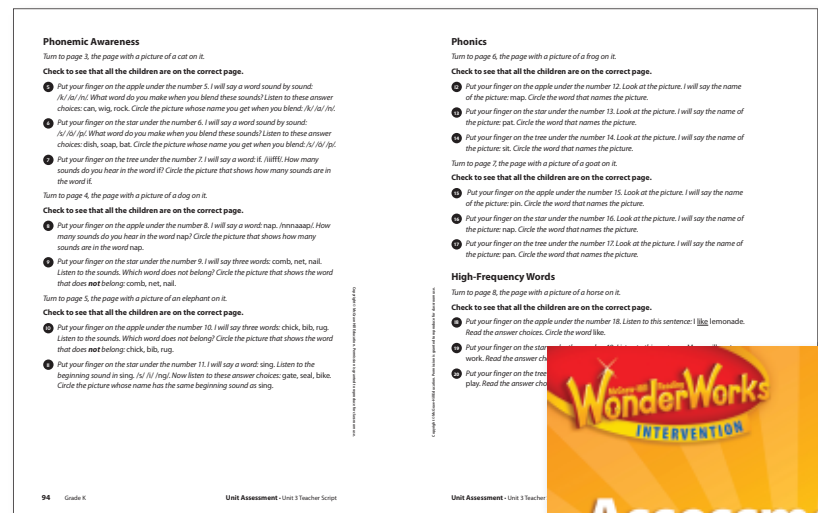 Phonemic Awareness
Turn to page 3, the page with a picture of a cat on it.
Check to see that all the children are on the correct page.
5 Put your finger on the apple under the number 5. I will say a word sound by sound:
/k/ /a/ /n/. What word do you make when you blend these sounds? Listen to these answer
choices: can, wig, rock. Circle the picture whose name you get when you blend: /k/ /a/ /n/.
6 Put your finger on the star under the number 6. I will say a word sound by sound:
/s/ /ō/ /p/. What word do you make when you blend these sounds? Listen to these answer
choices: dish, soap, bat. Circle the picture whose name you get when you blend: /s/ /ō/ /p/.
7 Put your finger on the tree under the number 7. I will say a word: if. /iiifff/. How many
sounds do you hear in the word if? Circle the picture that shows how many sounds are in
the word if.
Turn to page 4, the page with a picture of a dog on it.
Check to see that all the children are on the correct page.
8 Put your finger on the apple under the number 8. I will say a word: nap. /nnnaaap/. How
many sounds do you hear in the word nap? Circle the picture that shows how many
sounds are in the word nap.
9 Put your finger on the star under the number 9. I will say three words: comb, net, nail.
Listen to the sounds. Which word does not belong? Circle the picture that shows the word
that does not belong: comb, net, nail.
Turn to page 5, the page with a picture of an elephant on it.
Check to see that all the children are on the correct page.
10 Put your finger on the apple under the number 10. I will say three words: chick, bib, rug.
Listen to the sounds. Which word does not belong? Circle the picture that shows the word
that does not belong: chick, bib, rug.
11 Put your finger on the star under the number 11. I will say a word: sing. Listen to the
beginning sound in sing. /s/ /i/ /ng/. Now listen to these answer choices: gate, seal, bike.
Circle the picture whose name has the same beginning sound as sing.
94 Grade K Unit Assessment • Unit 3 Teacher Script
Phonics
Turn to page 6, the page with a picture of a frog on it.
Check to see that all the children are on the correct page.
12 Put your finger on the apple under the number 12. Look at the picture. I will say the name
of the picture: map. Circle the word that names the picture.
13 Put your finger on the star under the number 13. Look at the picture. I will say the name of
the picture: pat. Circle the word that names the picture.
14 Put your finger on the tree under the number 14. Look at the picture. I will say the name of
the picture: sit. Circle the word that names the picture.
Turn to page 7, the page with a picture of a goat on it.
Check to see that all the children are on the correct page.
15 Put your finger on the apple under the number 15. Look at the picture. I will say the name
of the picture: pin. Circle the word that names the picture.
16 Put your finger on the star under the number 16. Look at the picture. I will say the name of
the picture: nap. Circle the word that names the picture.
17 Put your finger on the tree under the number 17. Look at the picture. I will say the name of
the picture: pan. Circle the word that names the picture.
High-Frequency Words
Turn to page 8, the page with a picture of a horse on it.
Check to see that all the children are on the correct page.
18 Put your finger on the apple under the number 18. Listen to this sentence: I like lemonade.
Read the answer choices. Circle the word like.
19 Put your finger on the star
work. Read the answer
20 Put your finger on the tree
play. Read the answer
Unit Assessment • Unit 3 Teacher
McGraw-Hill Reading
WonderWorks
INTERVENTION